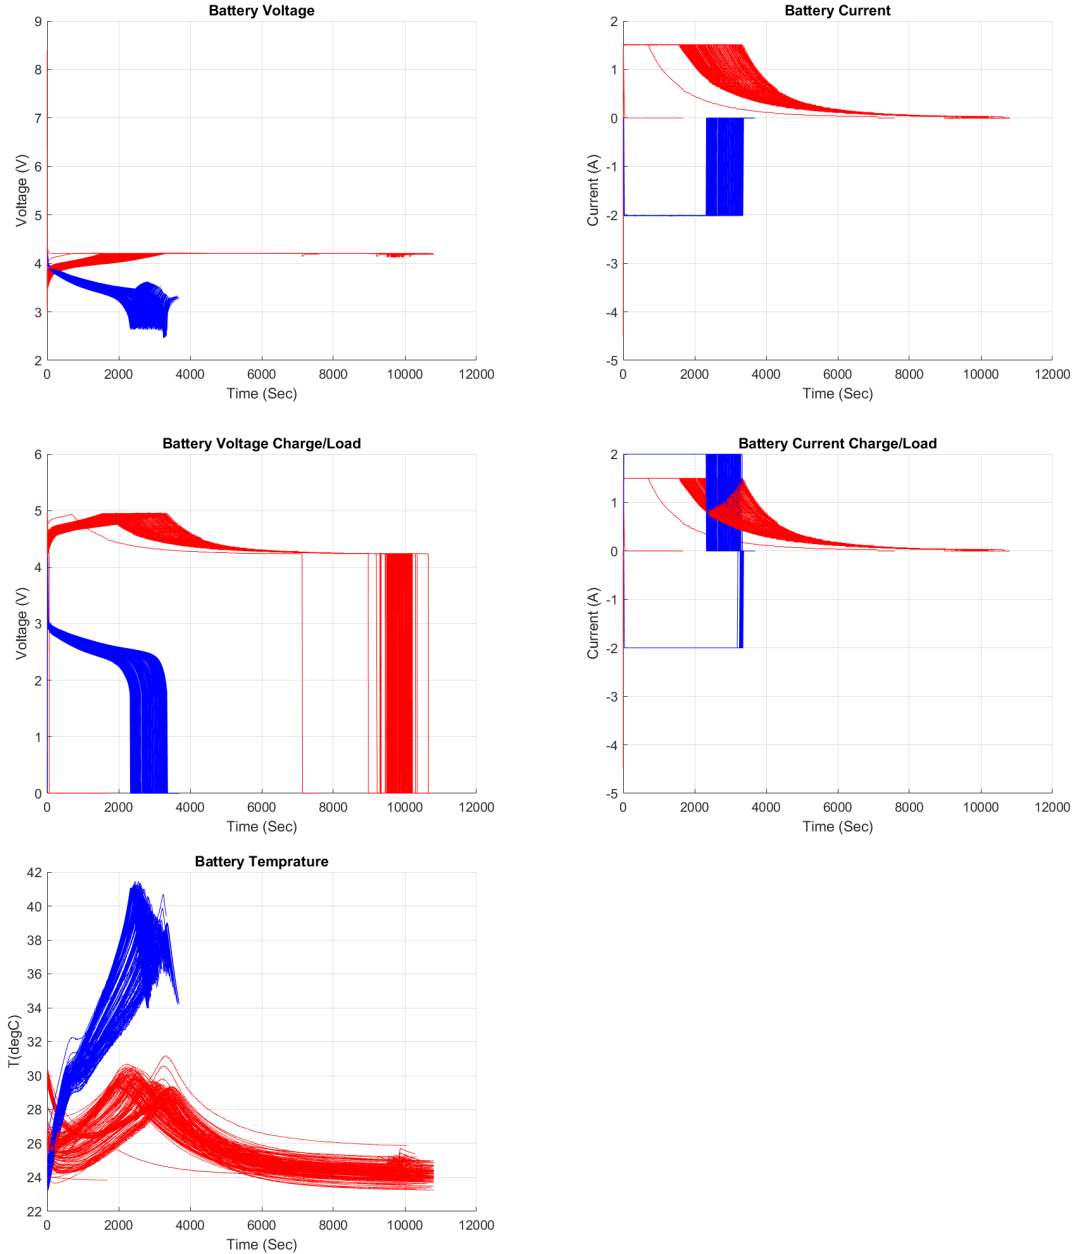 Battery Voltage
9
8
7
6
5
4
3
2
Voltage (V)
0 2000 4000 6000 8000 10000 12000
Time (Sec)
Battery Current
2
1
0
-1
-2
-3
-4
-5
Current (A)
0 2000 4000 6000 8000 10000 12000
Time (Sec)
Battery Voltage Charge/Load
6
5
4
3
2
1
0
Voltage (V)
0 2000 4000 6000 8000 10000 12000
Time (Sec)
Battery Current Charge/Load
2
1
0
-1
-2
-3
-4
-5
Current (A)
0 2000 4000 6000 8000 10000 12000
Time (Sec)
Battery Temprature
42
40
38
36
34
32
30
28
26
24
22
T(degC)
0 2000 4000 6000 8000 10000 12000
Time (Sec)